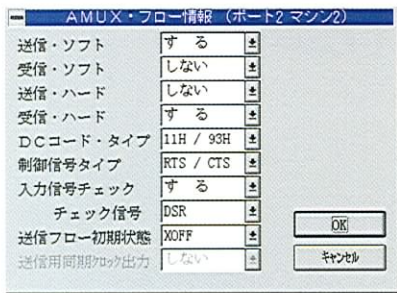 AMUX・フロー情報 (ポート2 マシン2)
送信・ソフト する
受信・ソフト しない
送信・ハード しない
受信・ハード する
DCコード・タイプ 11H / 93H
制御信号タイプ RTS / CTS
入力信号チェック する
チェック信号 DSR
送信フロー初期状態 XOFF
送信用同期クロック出力 しない
OK
キャンセル